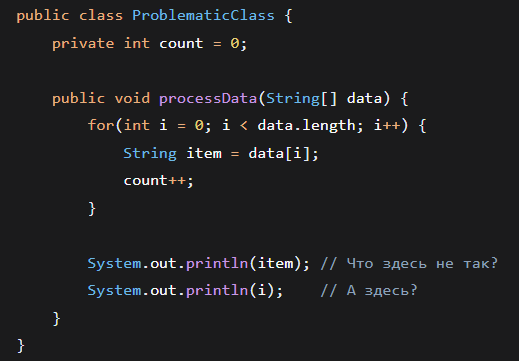 public class ProblematicClass {
    private int count = 0;

    public void processData(String[] data) {
        for(int i = 0; i < data.length; i++) {
            String item = data[i];
            count++;
        }

        System.out.println(item); // Что здесь не так?
        System.out.println(i);    // А здесь?
    }
}